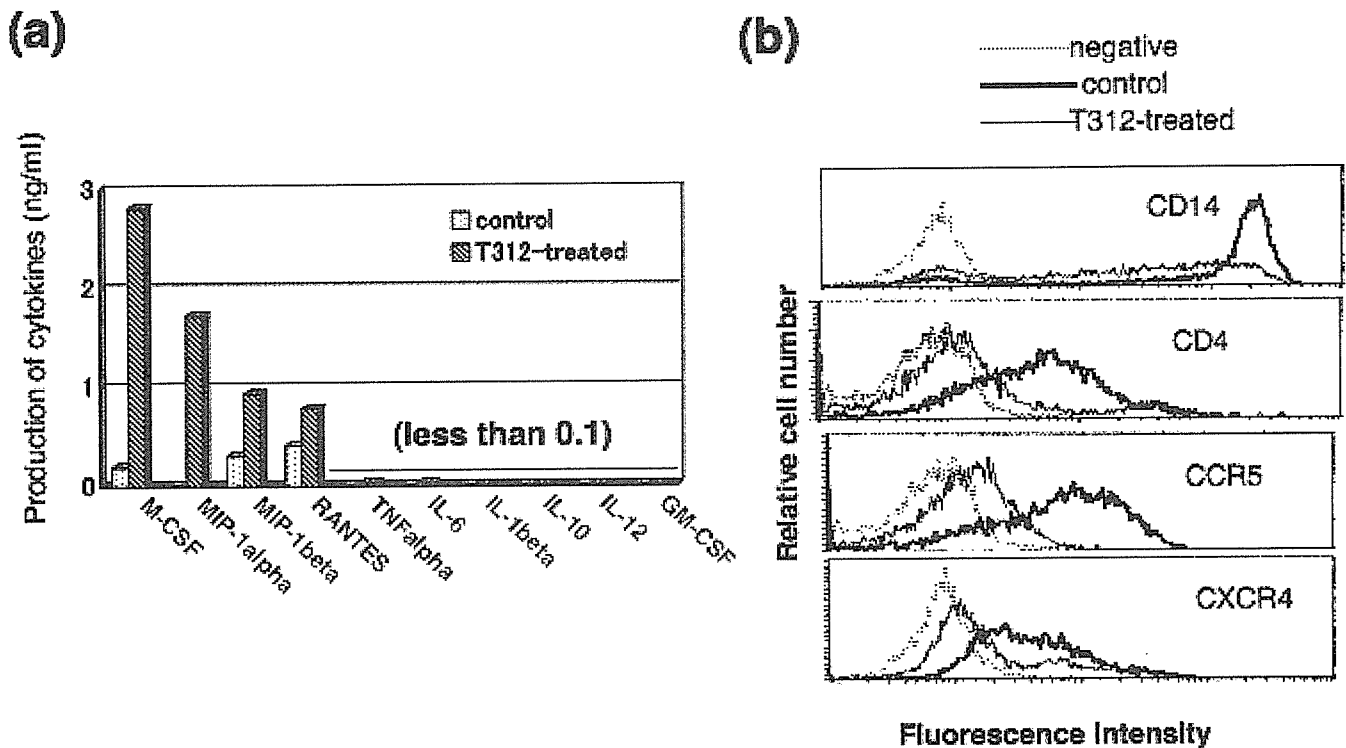 (a)
Production of cytokines (ng/ml)
3
2
1
0
control
T312-treated
(less than 0.1)
M-CSF
MIP-1alpha
MIP-1beta
RANTES
TNFalpha
IL-6
IL-1beta
IL-10
IL-12
GM-CSF
(b)
negative
control
T312-treated
Relative cell number
CD14
CD4
CCR5
CXCR4
Fluorescence Intensity